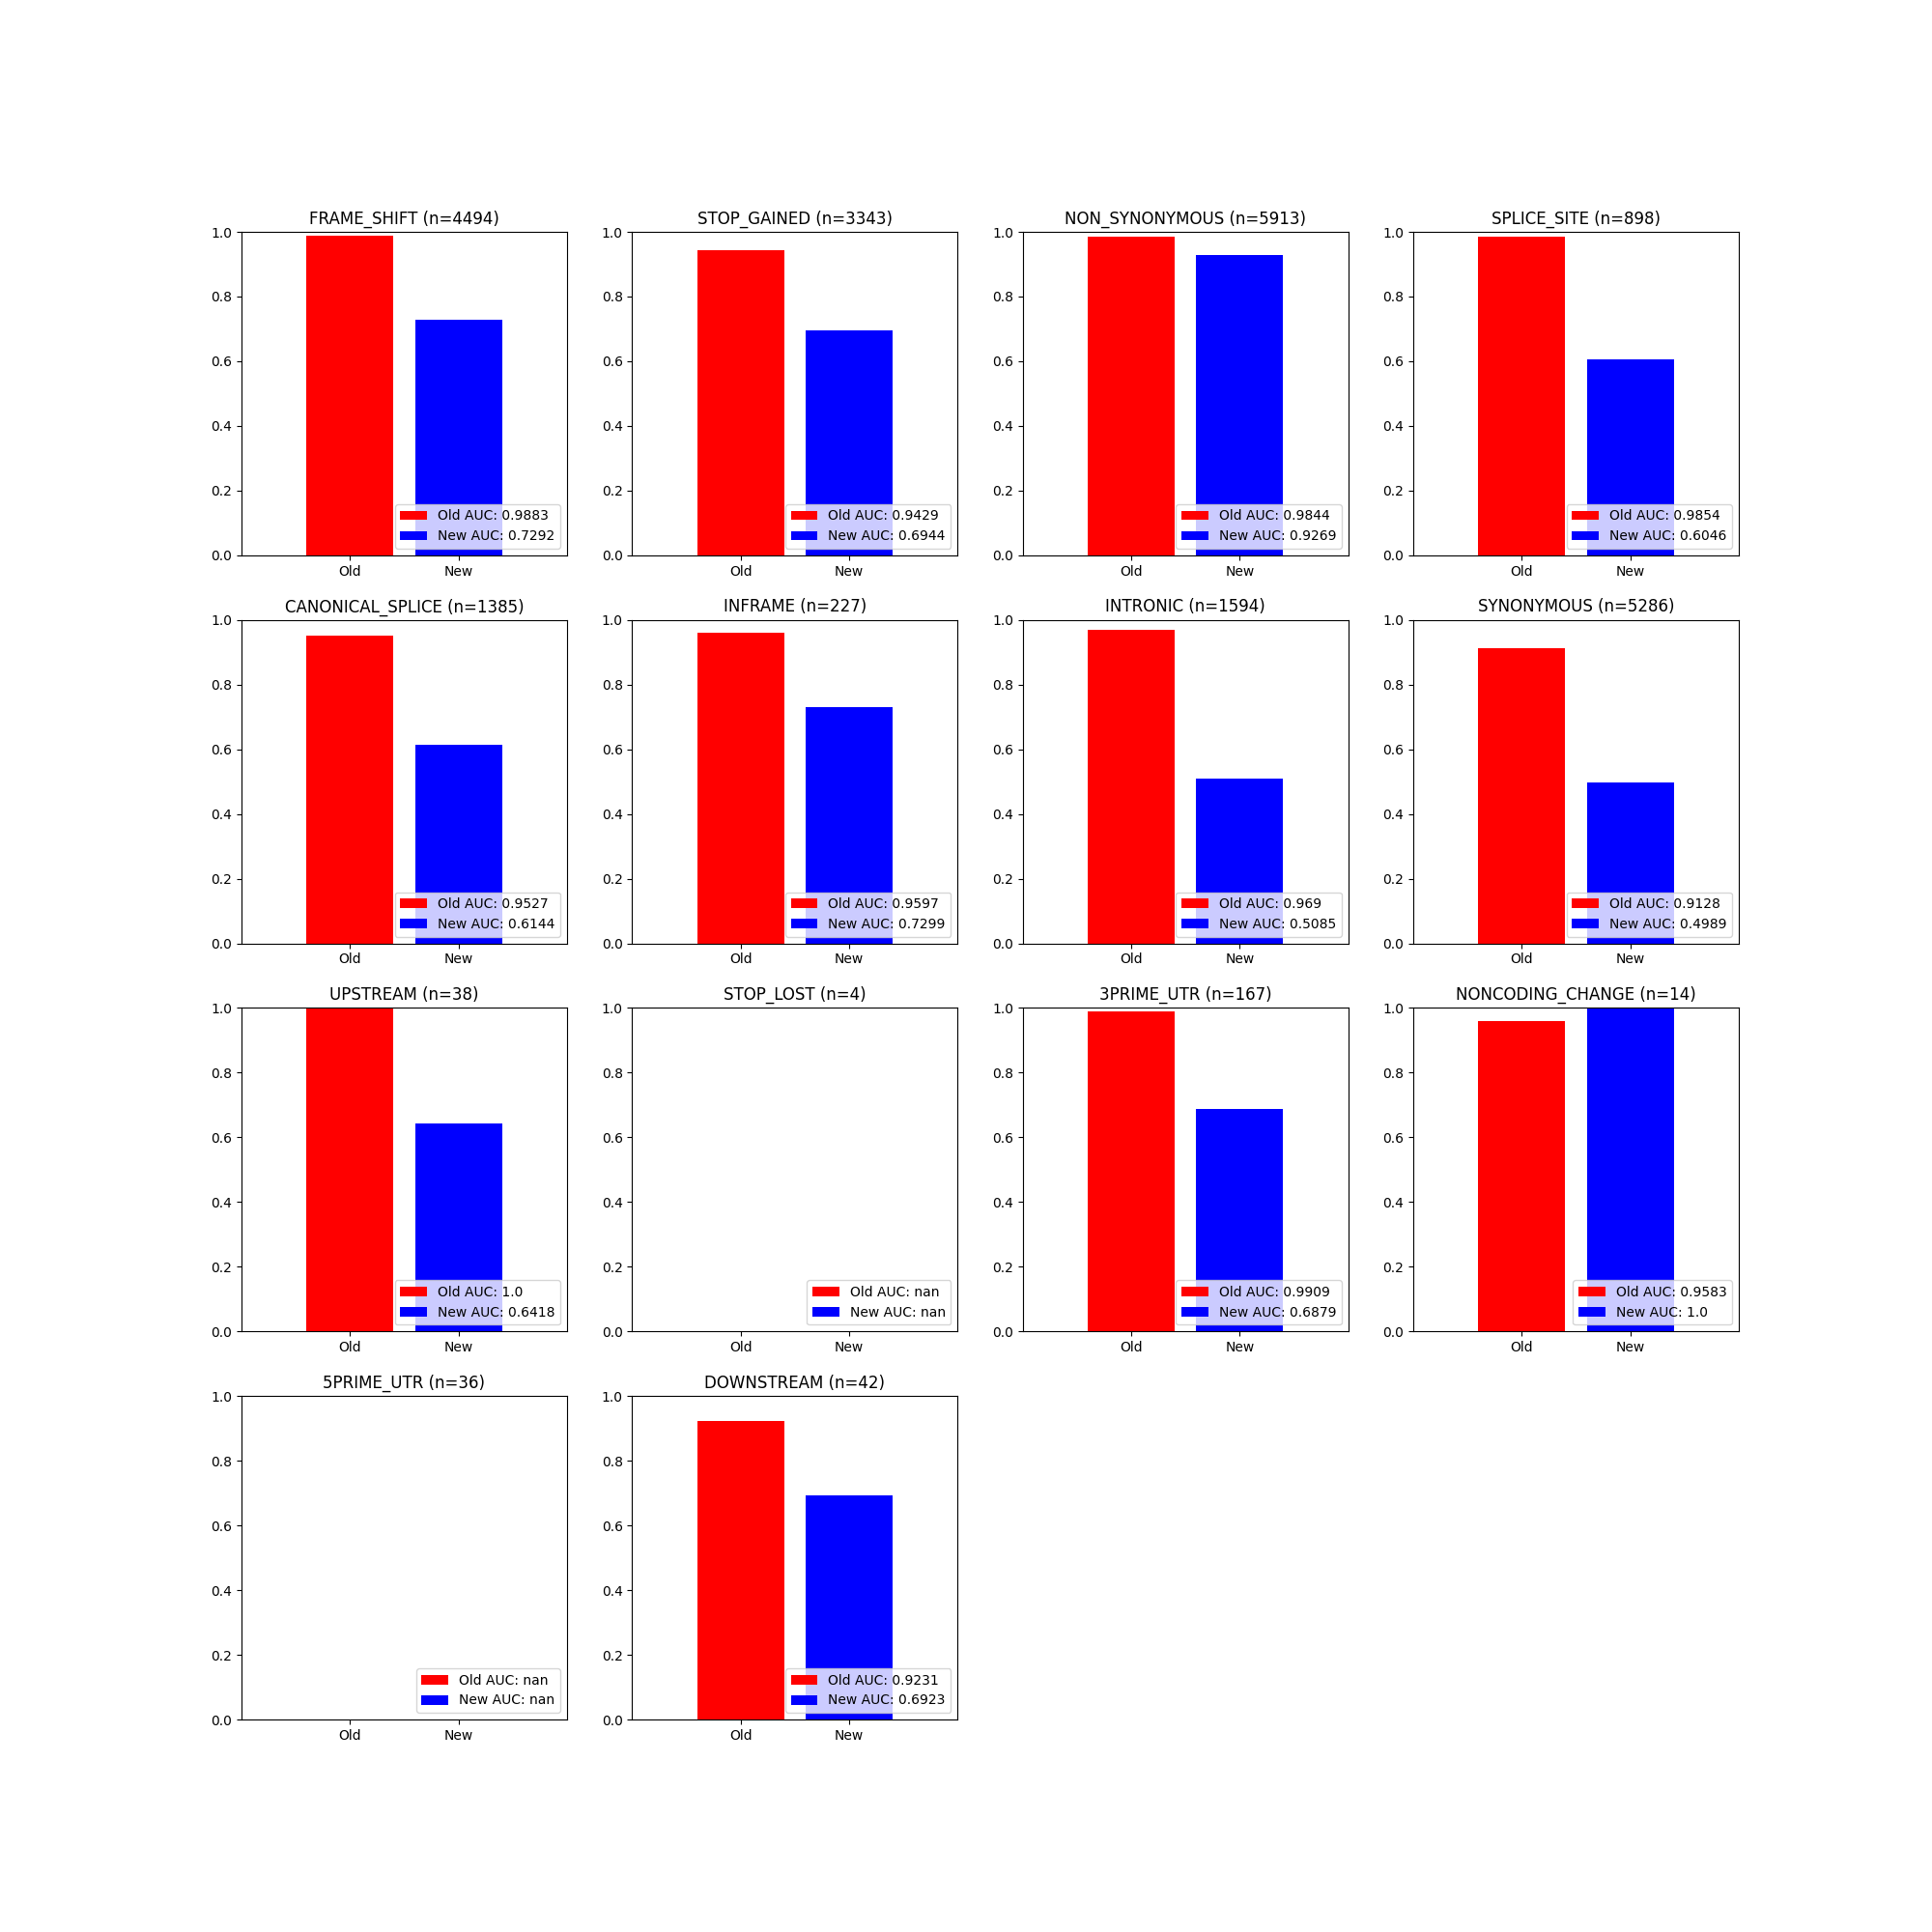 FRAME_SHIFT (n=4494)
1.0
0.8
0.6
0.4
0.2
0.0
Old AUC: 0.9883
New AUC: 0.7292
Old New
STOP_GAINED (n=3343)
1.0
0.8
0.6
0.4
0.2
0.0
Old AUC: 0.9429
New AUC: 0.6944
Old New
NON_SYNONYMOUS (n=5913)
1.0
0.8
0.6
0.4
0.2
0.0
Old AUC: 0.9844
New AUC: 0.9269
Old New
SPLICE_SITE (n=898)
1.0
0.8
0.6
0.4
0.2
0.0
Old AUC: 0.9854
New AUC: 0.6046
Old New
CANONICAL_SPLICE (n=1385)
1.0
0.8
0.6
0.4
0.2
0.0
Old AUC: 0.9527
New AUC: 0.6144
Old New
INFRAME (n=227)
1.0
0.8
0.6
0.4
0.2
0.0
Old AUC: 0.9597
New AUC: 0.7299
Old New
INTRONIC (n=1594)
1.0
0.8
0.6
0.4
0.2
0.0
Old AUC: 0.969
New AUC: 0.5085
Old New
SYNONYMOUS (n=5286)
1.0
0.8
0.6
0.4
0.2
0.0
Old AUC: 0.9128
New AUC: 0.4989
Old New
UPSTREAM (n=38)
1.0
0.8
0.6
0.4
0.2
0.0
Old AUC: 1.0
New AUC: 0.6418
Old New
STOP_LOST (n=4)
1.0
0.8
0.6
0.4
0.2
0.0
Old AUC: nan
New AUC: nan
Old New
3PRIME_UTR (n=167)
1.0
0.8
0.6
0.4
0.2
0.0
Old AUC: 0.9909
New AUC: 0.6879
Old New
NONCODING_CHANGE (n=14)
1.0
0.8
0.6
0.4
0.2
0.0
Old AUC: 0.9583
New AUC: 1.0
Old New
5PRIME_UTR (n=36)
1.0
0.8
0.6
0.4
0.2
0.0
Old AUC: nan
New AUC: nan
Old New
DOWNSTREAM (n=42)
1.0
0.8
0.6
0.4
0.2
0.0
Old AUC: 0.9231
New AUC: 0.6923
Old New